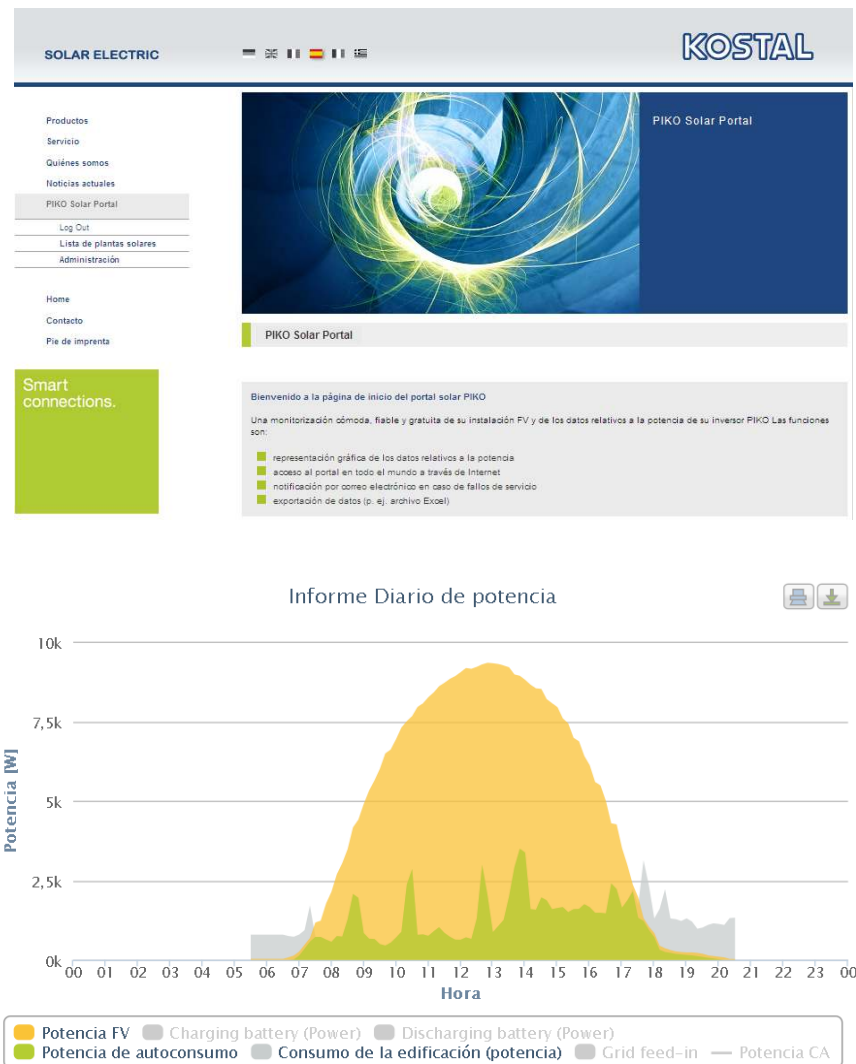 SOLAR ELECTRIC
KOSTAL
Productos
Servicio
Quiénes somos
Noticias actuales
PIKO Solar Portal
Log Out
Lista de plantas solares
Administración
Home
Contacto
Pie de imprenta
Smart
connections.
PIKO Solar Portal
PIKO Solar Portal
Bienvenido a la página de inicio del portal solar PIKO
Una monitorización cómoda, fiable y gratuita de su instalación FV y de los datos relativos a la potencia de su inversor PIKO Las funciones
son:
representación gráfica de los datos relativos a la potencia
acceso al portal en todo el mundo a través de Internet
notificación por correo electrónico en caso de fallos de servicio
exportación de datos (p. ej. archivo Excel)
Informe Diario de potencia
Potencia [W]
10k
7,5k
5k
2,5k
0k
00 01 02 03 04 05 06 07 08 09 10 11 12 13 14 15 16 17 18 19 20 21 22 23 00
Hora
Potencia FV Charging battery (Power) Discharging battery (Power)
Potencia de autoconsumo Consumo de la edificación (potencia) Grid feed-in Potencia CA